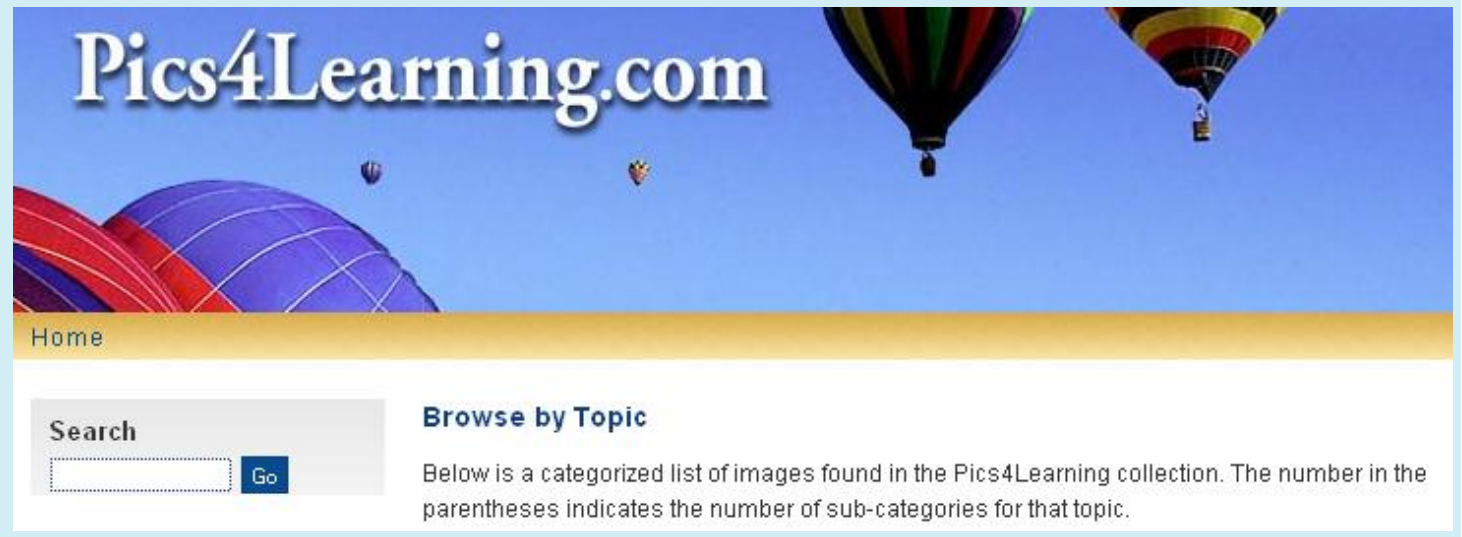 Pics4Learning.com
Home
Search
Go
Browse by Topic
Below is a categorized list of images found in the Pics4Learning collection. The number in the
parentheses indicates the number of sub-categories for that topic.